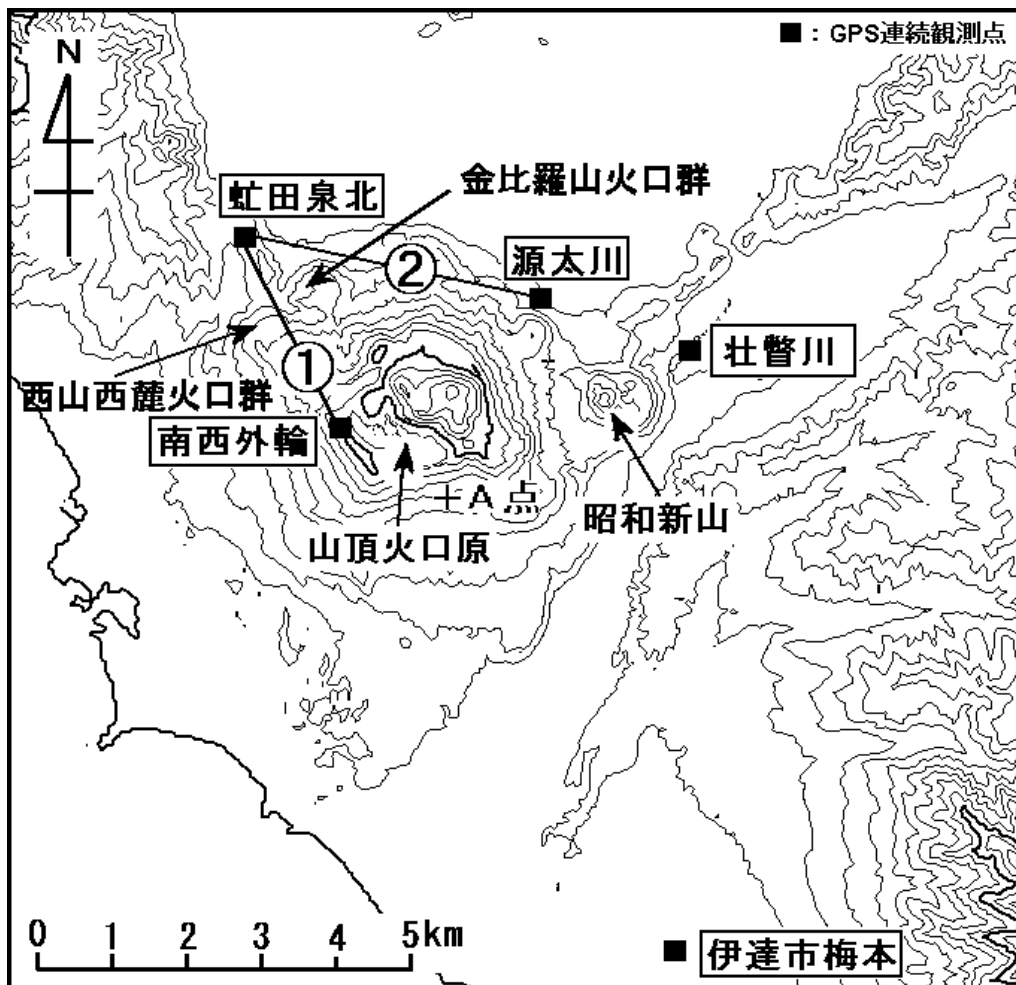 ■：GPS連続観測点
N
金比羅山火口群
虻田泉北
②
源太川
壮瞥川
①
西山西麓火口群
南西外輪
＋A点
昭和新山
山頂火口原
0 1 2 3 4 5km
伊達市梅本